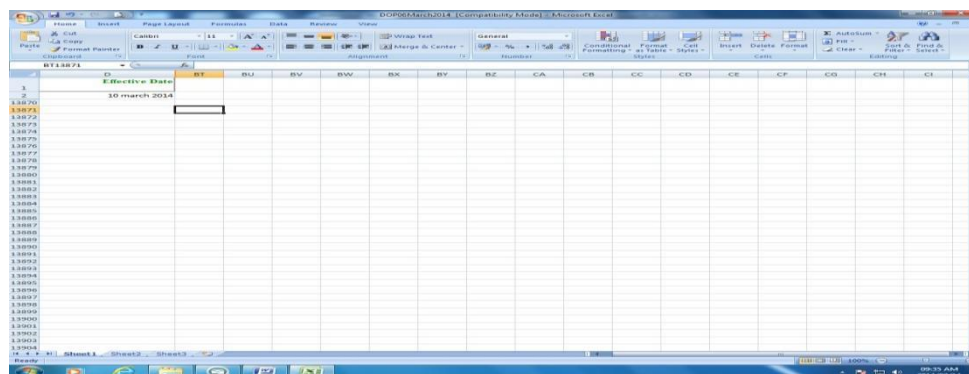 DOP06March2014 [Compatibility Mode] - Microsoft Excel
Home Insert Page Layout Formulas Data Review View
Cut Calibri 11 Wrap Text General AutoSum
Copy Fill
Paste Format Painter Merge & Center % Conditional Formatting Format as Table Cell Styles Insert Delete Format Clear Sort & Filter Find & Select
Clipboard Font Alignment Number Styles Cells Editing
BT13871 fx
D BT BU BV BW BX BY BZ CA CB CC CD CE CF CG CH CI
Effective Date
1
2 10 march 2014
13870
13871
13872
13873
13874
13875
13876
13877
13878
13879
13880
13881
13882
13883
13884
13885
13886
13887
13888
13889
13890
13891
13892
13893
13894
13895
13896
13897
13898
13899
13900
13901
13902
13903
13904
Sheet1 Sheet2 Sheet3
Ready 100%
09:35 AM